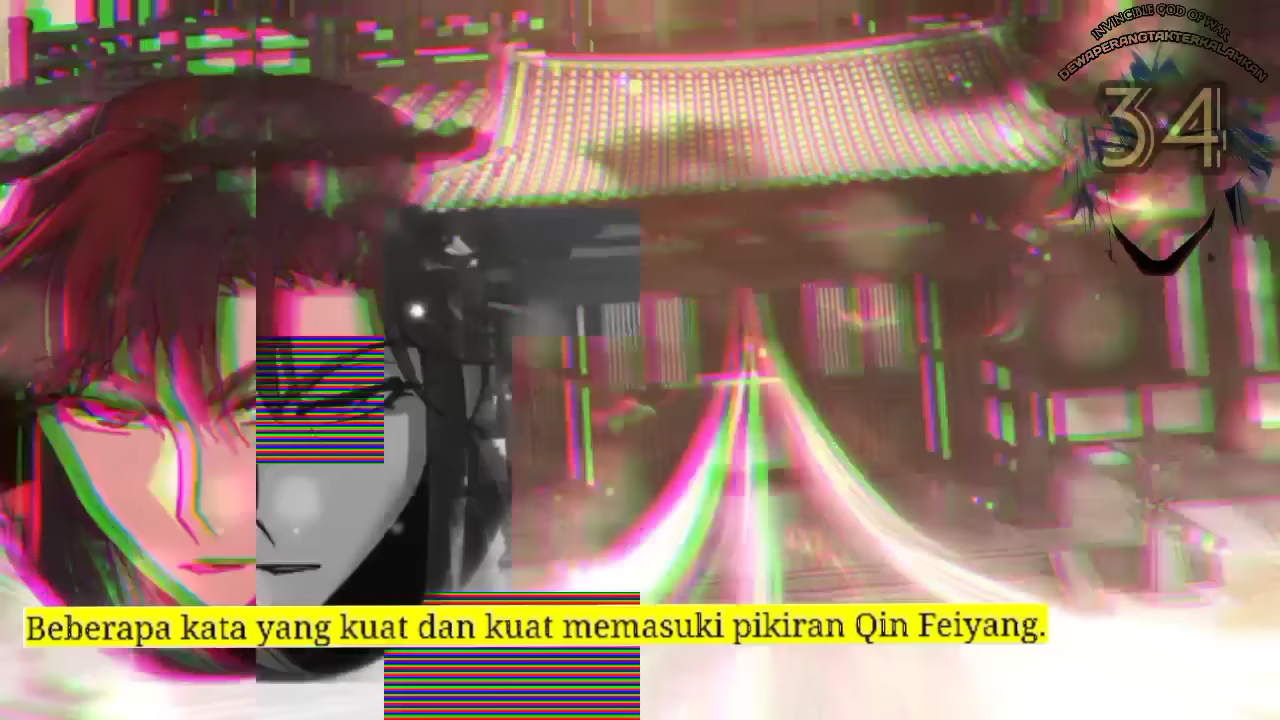 INVINCIBLE GOD OF WAR
DEWAPERANGTAKTERKALAHKAN
34
Beberapa kata yang kuat dan kuat memasuki pikiran Qin Feiyang.